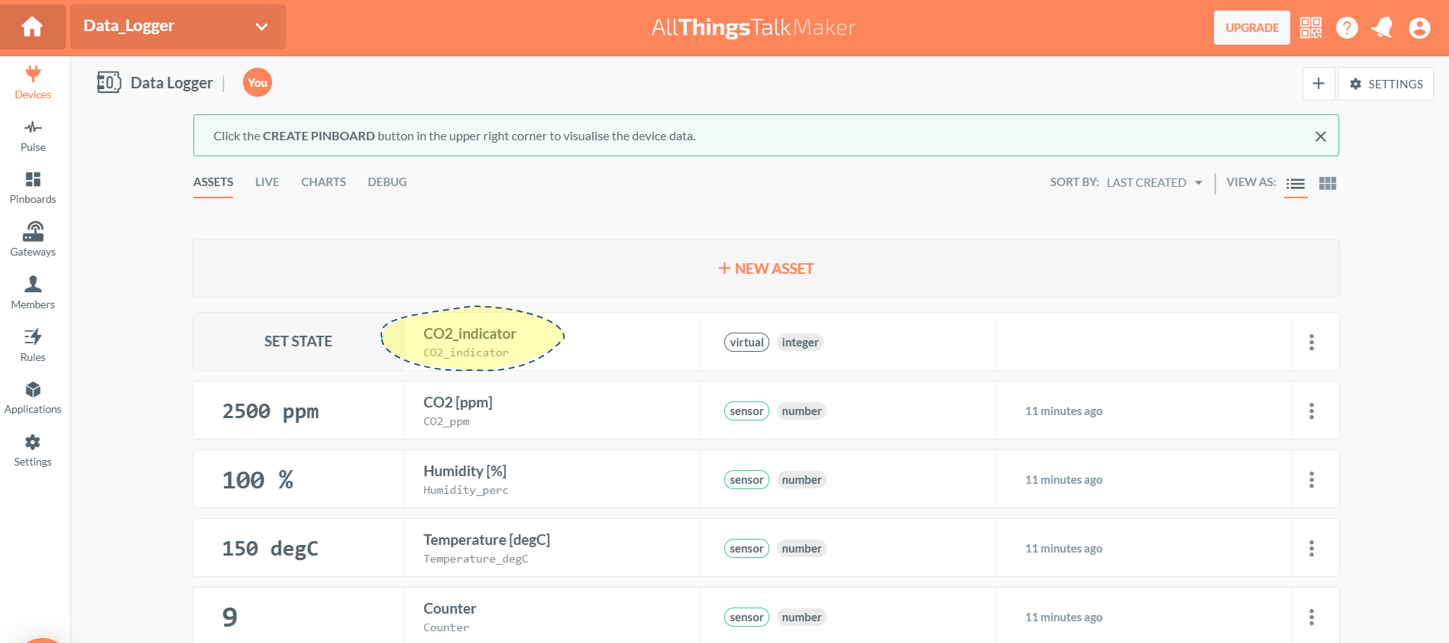 Data_Logger
AllThingsTalkMaker
UPGRADE
Devices
Pulse
Pinboards
Gateways
Members
Rules
Applications
Settings
Data Logger
You
SETTINGS
Click the CREATE PINBOARD button in the upper right corner to visualise the device data.
ASSETS LIVE CHARTS DEBUG
SORT BY: LAST CREATED VIEW AS:
+ NEW ASSET
SET STATE
CO2_indicator
CO2_indicator
virtual integer
2500 ppm
CO2 [ppm]
CO2_ppm
sensor number
11 minutes ago
100 %
Humidity [%]
Humidity_perc
sensor number
11 minutes ago
150 degC
Temperature [degC]
Temperature_degC
sensor number
11 minutes ago
9
Counter
Counter
sensor number
11 minutes ago